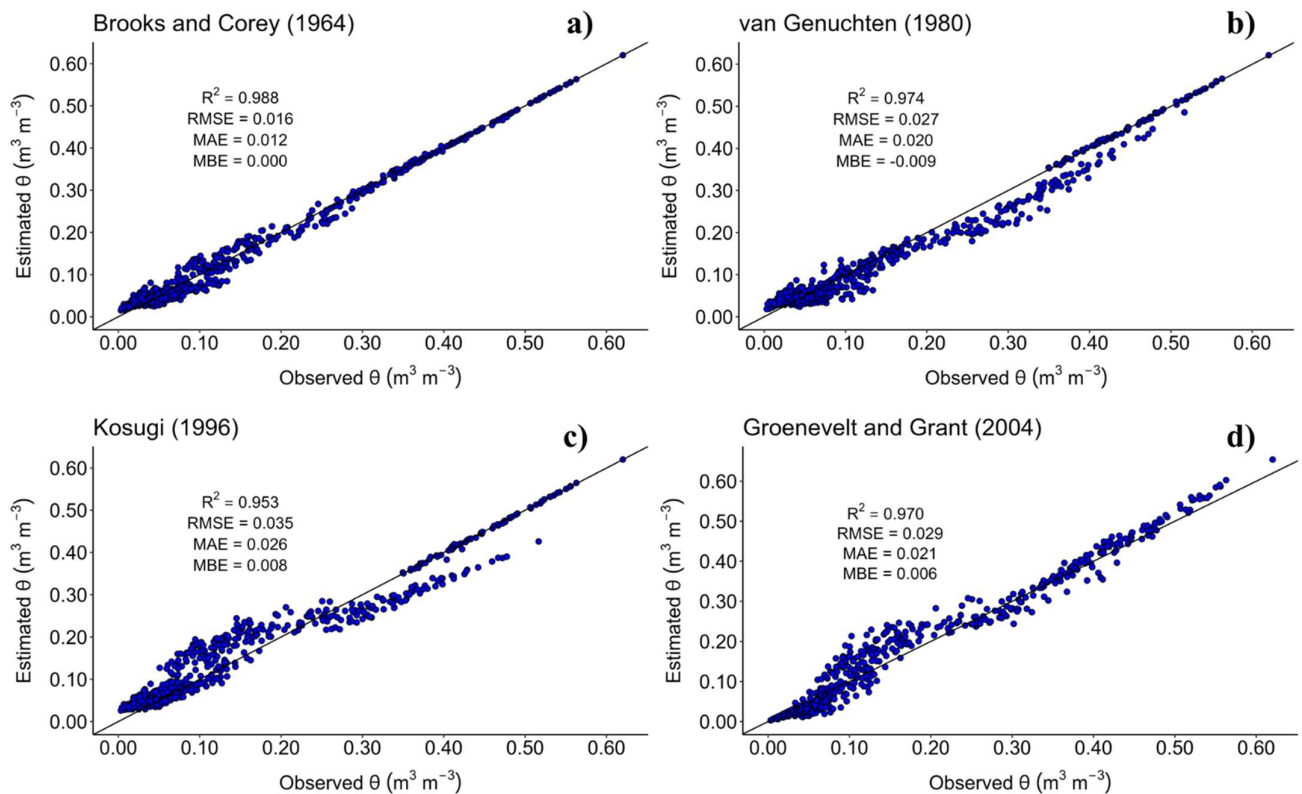 Brooks and Corey (1964)
a)
R² = 0.988
RMSE = 0.016
MAE = 0.012
MBE = 0.000
Estimated θ (m³ m⁻³)
0.60
0.50
0.40
0.30
0.20
0.10
0.00
0.00 0.10 0.20 0.30 0.40 0.50 0.60
Observed θ (m³ m⁻³)
van Genuchten (1980)
b)
R² = 0.974
RMSE = 0.027
MAE = 0.020
MBE = -0.009
Estimated θ (m³ m⁻³)
0.60
0.50
0.40
0.30
0.20
0.10
0.00
0.00 0.10 0.20 0.30 0.40 0.50 0.60
Observed θ (m³ m⁻³)
Kosugi (1996)
c)
R² = 0.953
RMSE = 0.035
MAE = 0.026
MBE = 0.008
Estimated θ (m³ m⁻³)
0.60
0.50
0.40
0.30
0.20
0.10
0.00
0.00 0.10 0.20 0.30 0.40 0.50 0.60
Observed θ (m³ m⁻³)
Groenevelt and Grant (2004)
d)
R² = 0.970
RMSE = 0.029
MAE = 0.021
MBE = 0.006
Estimated θ (m³ m⁻³)
0.60
0.50
0.40
0.30
0.20
0.10
0.00
0.00 0.10 0.20 0.30 0.40 0.50 0.60
Observed θ (m³ m⁻³)